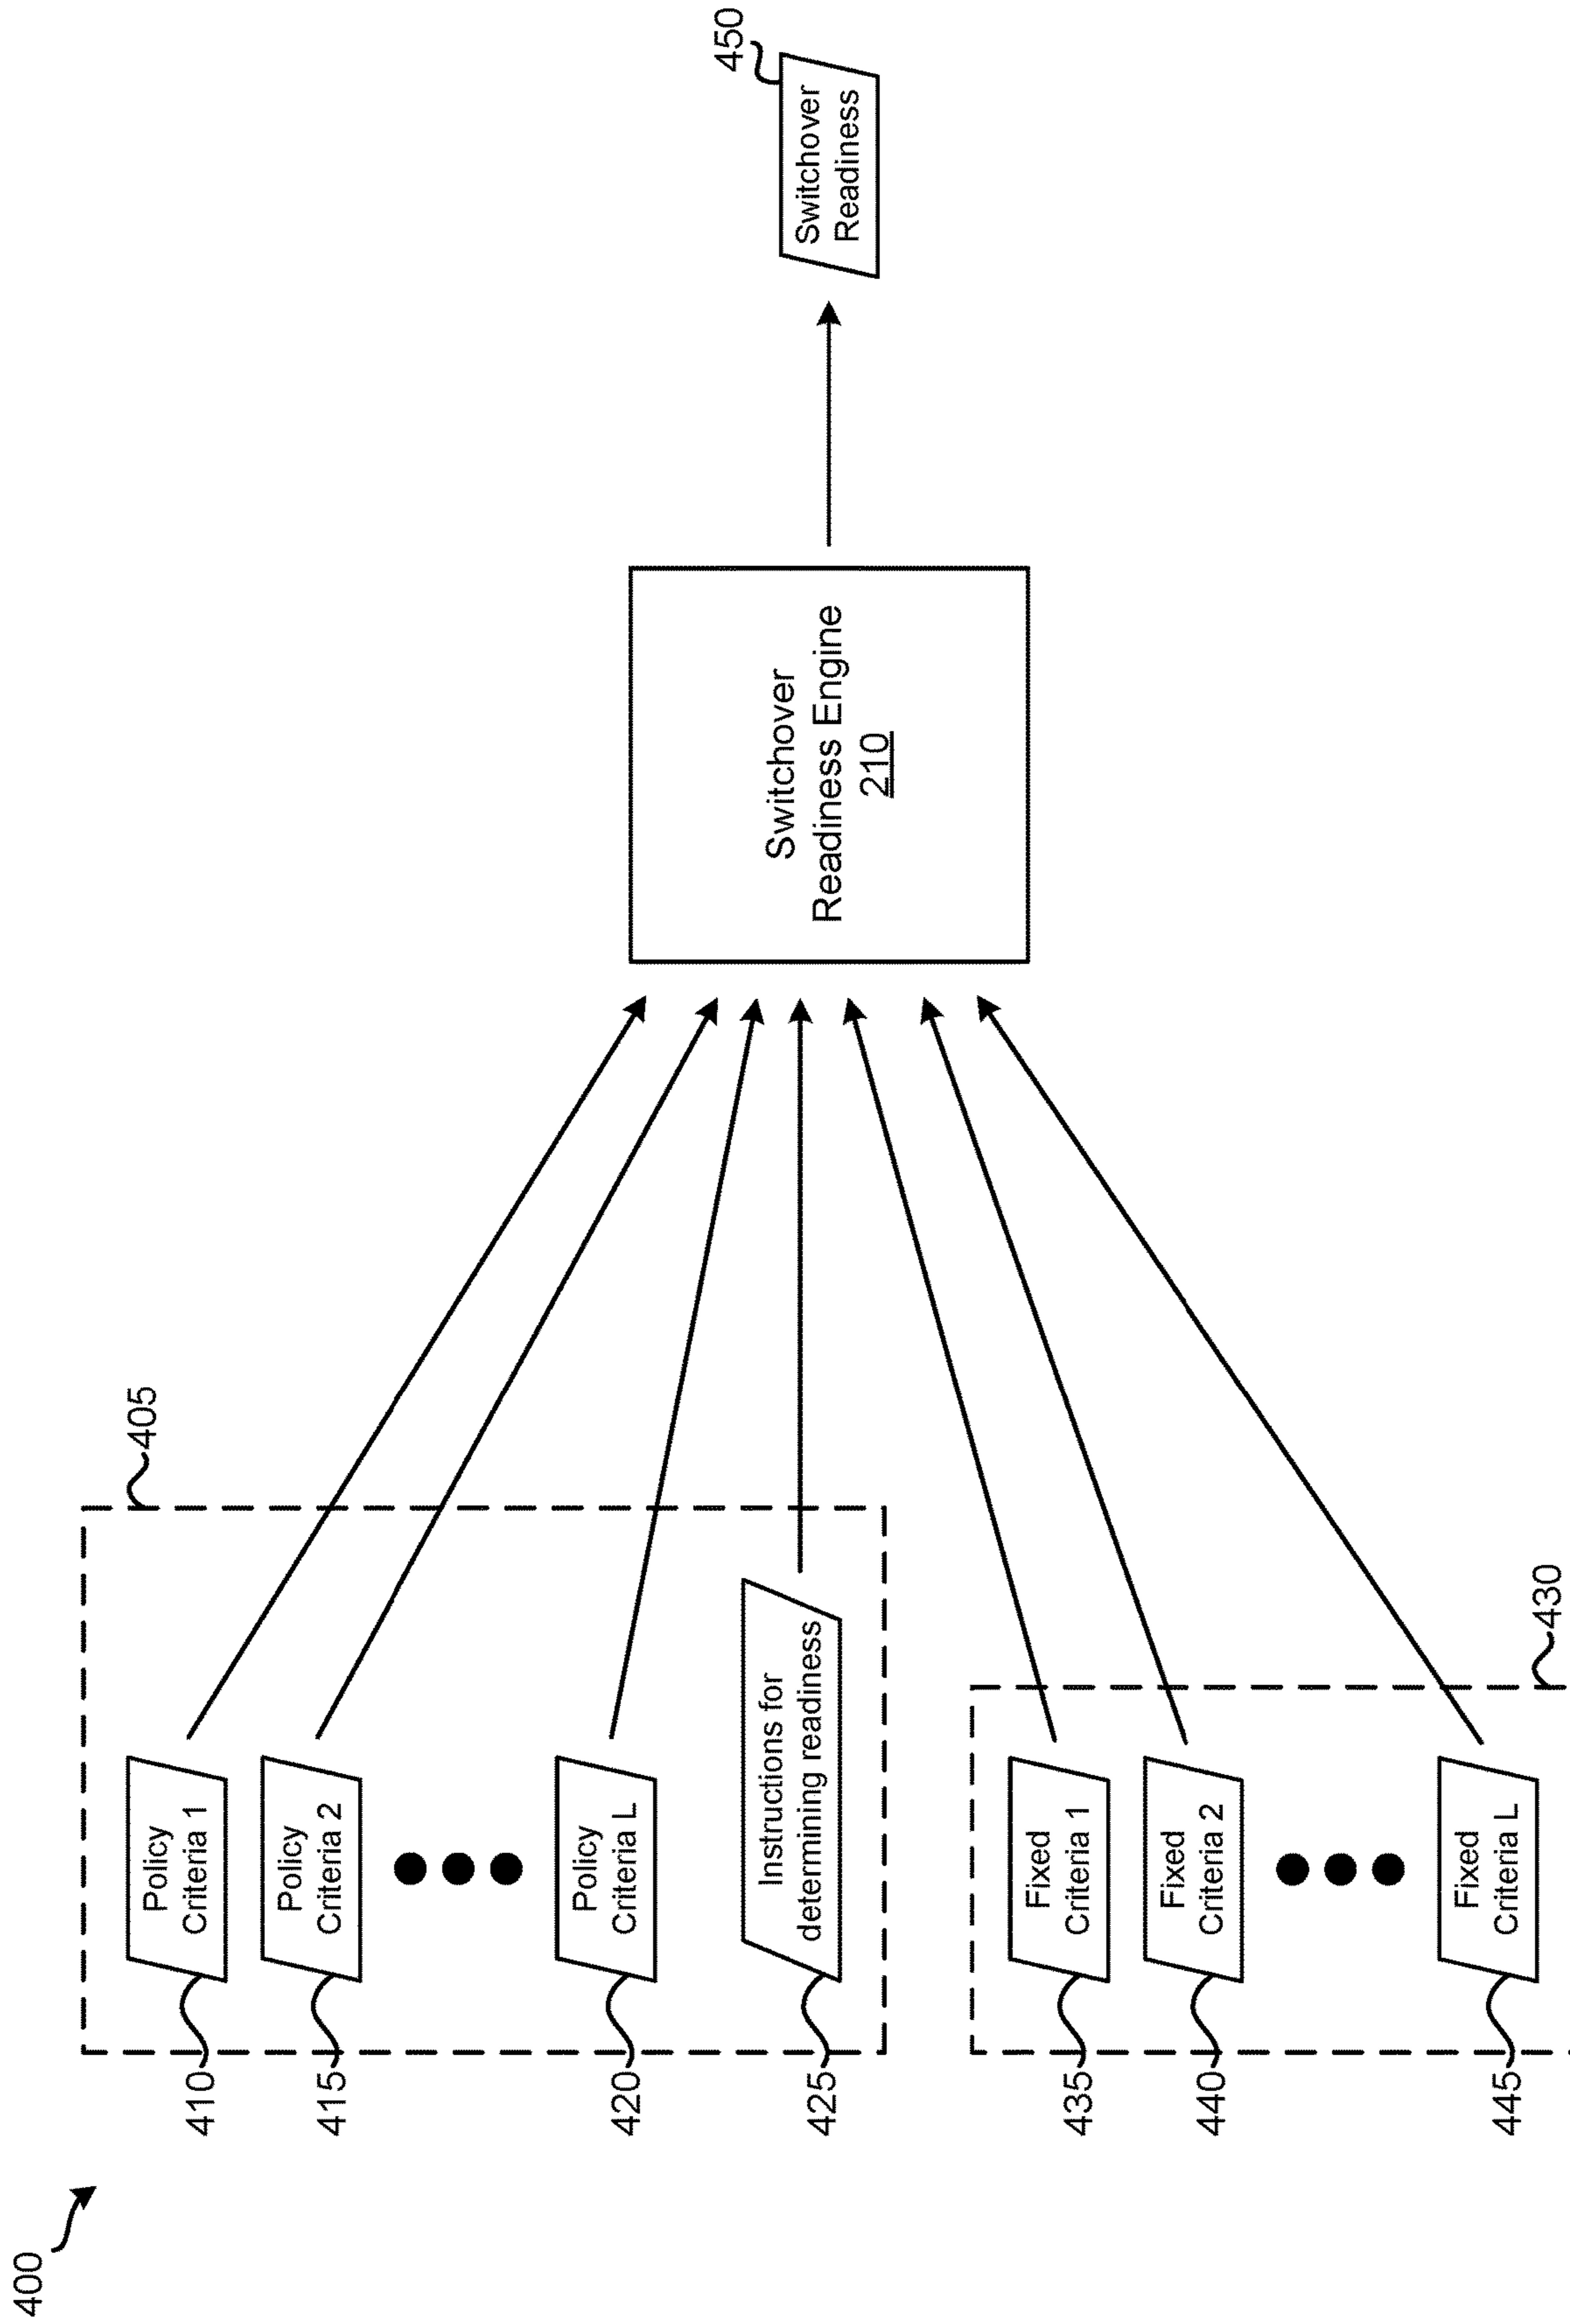 400
405
410
Policy
Criteria 1
415
Policy
Criteria 2
420
Policy
Criteria L
425
Instructions for
determining readiness
430
435
Fixed
Criteria 1
440
Fixed
Criteria 2
445
Fixed
Criteria L
Switchover
Readiness Engine
210
450
Switchover
Readiness